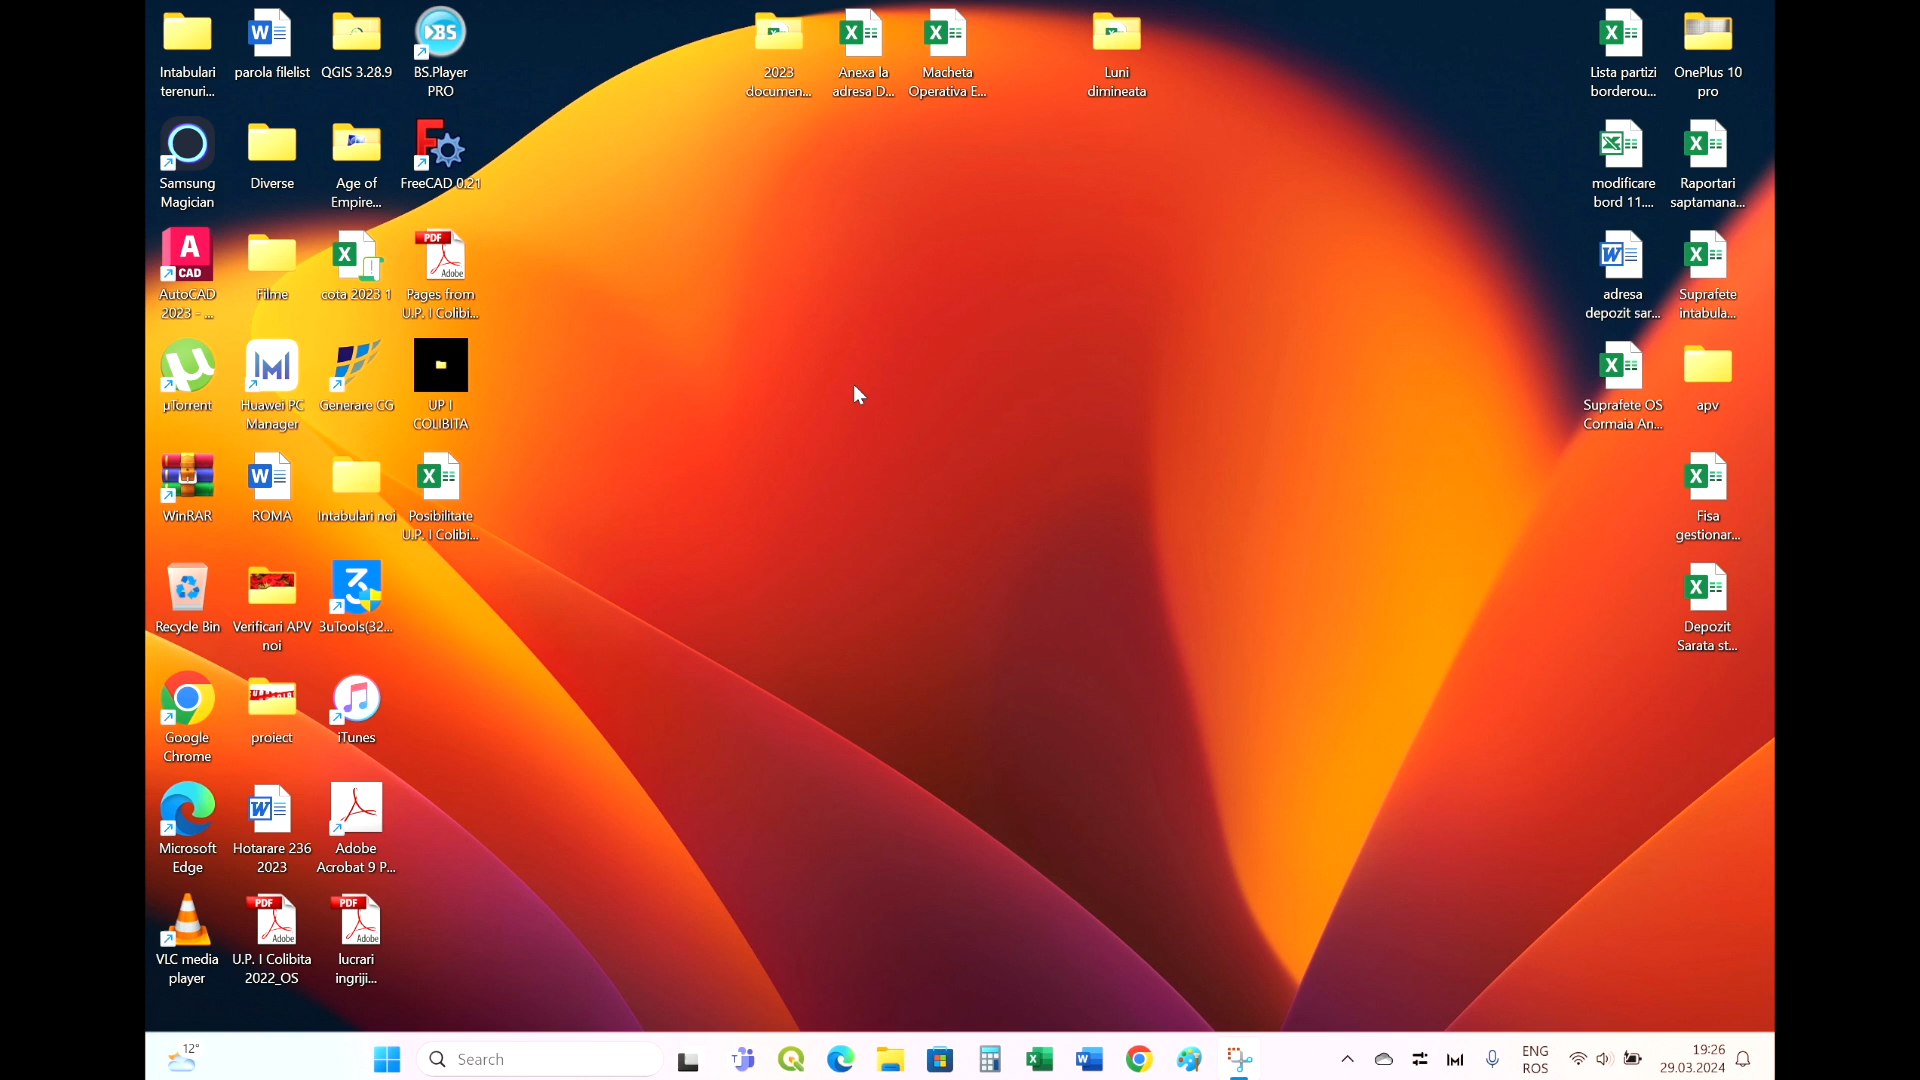 Intabulari
terenuri...
parola filelist
QGIS 3.28.9
BS.Player
PRO
2023
documen...
Anexa la
adresa D...
Macheta
Operativa E...
Luni
dimineata
Lista partizi
borderou...
OnePlus 10
pro
Samsung
Magician
Diverse
Age of
Empire...
FreeCAD 0.21
modificare
bord 11....
Raportari
saptamana...
AutoCAD
2023 - ...
Filme
cota 2023 1
Pages from
U.P. I Colibi...
adresa
depozit sar...
Suprafete
intabula...
µTorrent
Huawei PC
Manager
Generare CG
UP I
COLIBITA
Suprafete OS
Cormaia An...
apv
WinRAR
ROMA
Intabulari noi
Posibilitate
U.P. I Colibi...
Fisa
gestionar...
Recycle Bin
Verificari APV
noi
3uTools(32...
Depozit
Sarata st...
Google
Chrome
proiect
iTunes
Microsoft
Edge
Hotarare 236
2023
Adobe
Acrobat 9 P...
VLC media
player
U.P. I Colibita
2022_OS
lucrari
ingriji...
12°
Search
ENG
ROS
19:26
29.03.2024